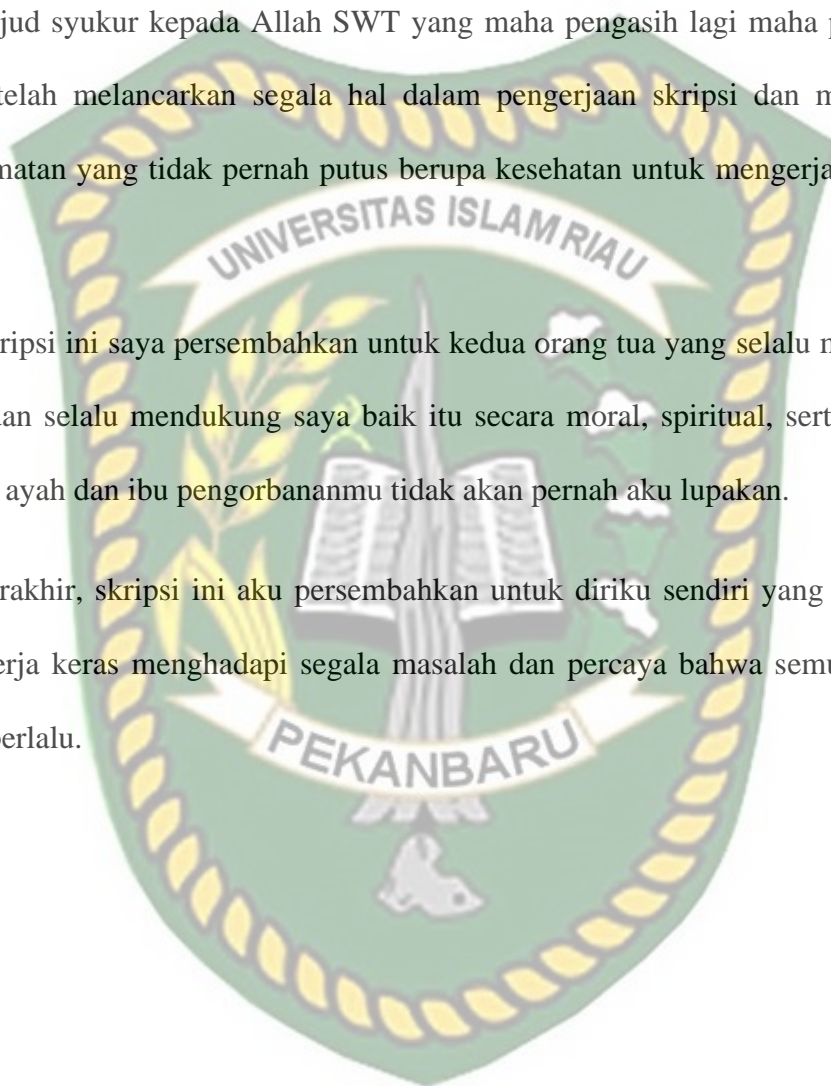 jud syukur kepada Allah SWT yang maha pengasih lagi maha p
telah melancarkan segala hal dalam pengerjaan skripsi dan m
matan yang tidak pernah putus berupa kesehatan untuk mengerja
UNIVERSITAS ISLAM RIAU
ripsi ini saya persembahkan untuk kedua orang tua yang selalu m
dan selalu mendukung saya baik itu secara moral, spiritual, sert
ayah dan ibu pengorbananmu tidak akan pernah aku lupakan.
rakhir, skripsi ini aku persembahkan untuk diriku sendiri yang
erja keras menghadapi segala masalah dan percaya bahwa semu
berlalu.
PEKANBARU